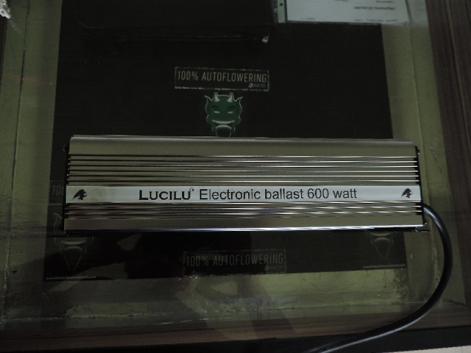 100% AUTOFLOWERING
LUCILU® Electronic ballast 600 watt
100% AUTOFLOWERING